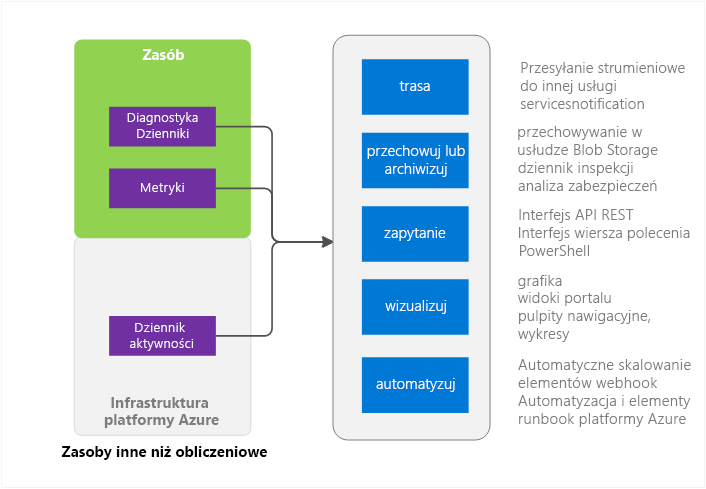 Zasób
Diagnostyka
Dzienniki
Metryki
Dziennik
aktywności
Infrastruktura
platformy Azure
Zasoby inne niż obliczeniowe
trasa
przechowuj lub
archiwizuj
zapytanie
wizualizuj
automatyzuj
Przesyłanie strumieniowe
do innej usługi
servicesnotification
przechowywanie w
usłudze Blob Storage
dziennik inspekcji
analiza zabezpieczeń
Interfejs API REST
Interfejs wiersza polecenia
PowerShell
grafika
widoki portalu
pulpity nawigacyjne,
wykresy
Automatyczne skalowanie
elementów webhook
Automatyzacja i elementy
runbook platformy Azure